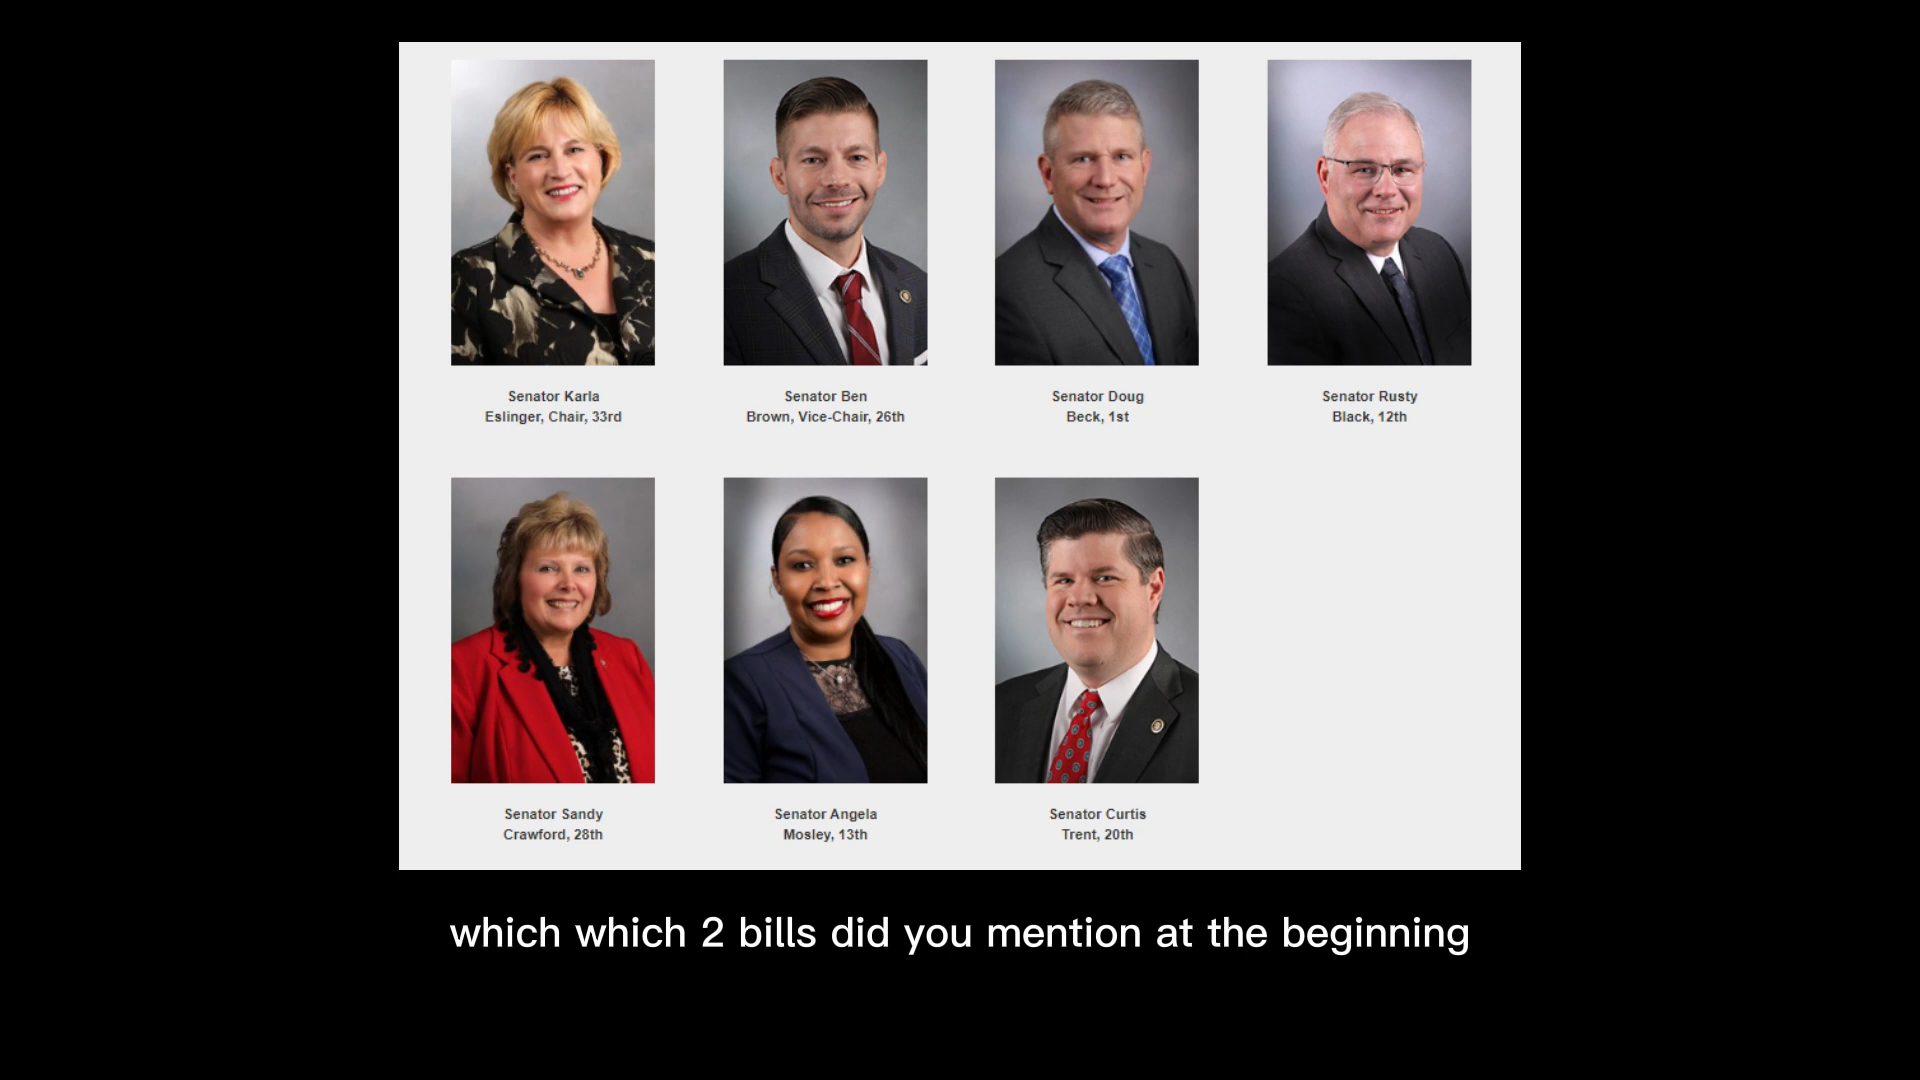 Senator Karla
Eslinger, Chair, 33rd
Senator Ben
Brown, Vice-Chair, 26th
Senator Doug
Beck, 1st
Senator Rusty
Black, 12th
Senator Sandy
Crawford, 28th
Senator Angela
Mosley, 13th
Senator Curtis
Trent, 20th
which which 2 bills did you mention at the beginning